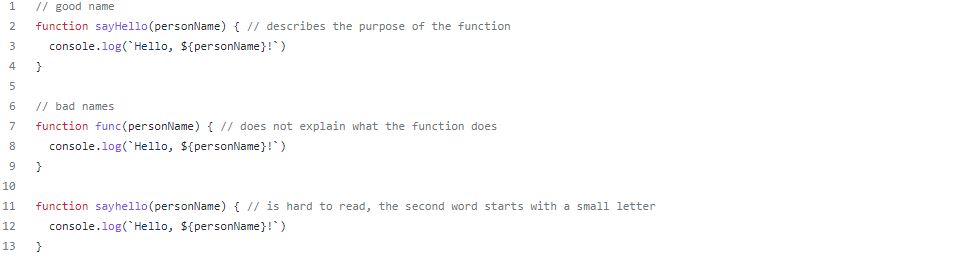 1 // good name
2 function sayHello(personName) { // describes the purpose of the function
3   console.log(`Hello, ${personName}!`)
4 }
5
6 // bad names
7 function func(personName) { // does not explain what the function does
8   console.log(`Hello, ${personName}!`)
9 }
10
11 function sayhello(personName) { // is hard to read, the second word starts with a small letter
12   console.log(`Hello, ${personName}!`)
13 }